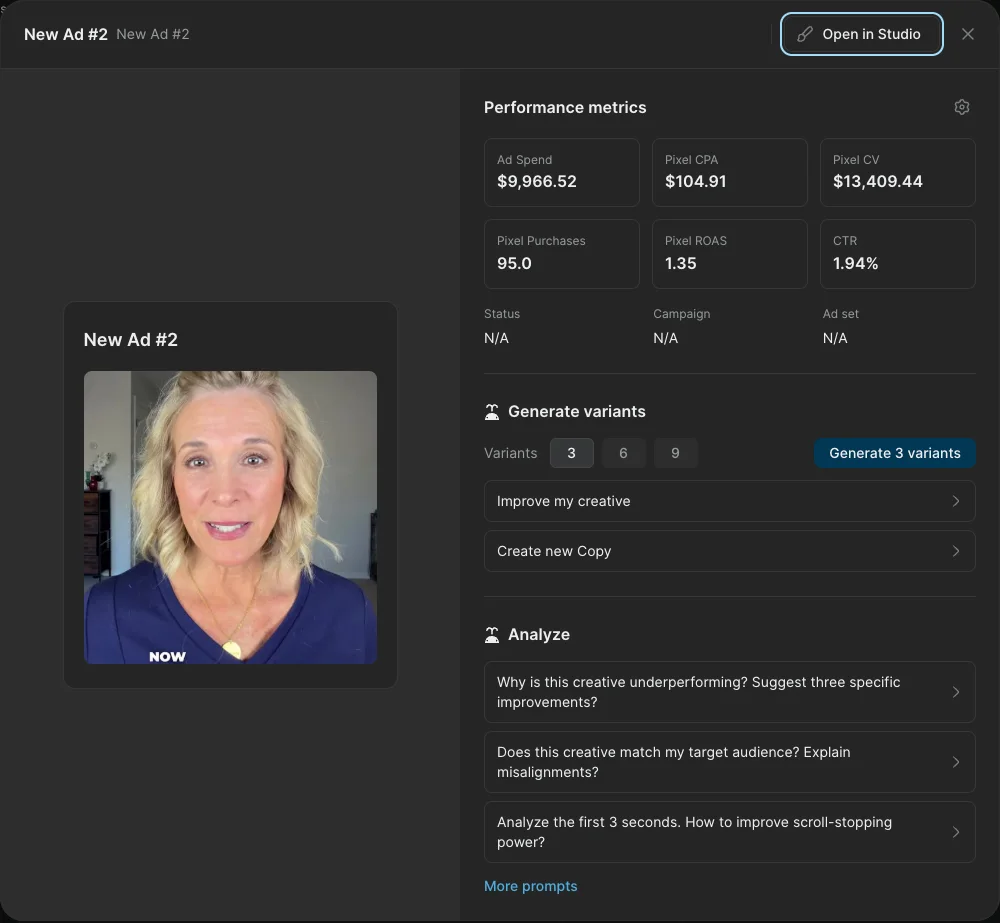 New Ad #2 New Ad #2
Open in Studio
New Ad #2
NOW
Performance metrics
Ad Spend
$9,966.52
Pixel CPA
$104.91
Pixel CV
$13,409.44
Pixel Purchases
95.0
Pixel ROAS
1.35
CTR
1.94%
Status
N/A
Campaign
N/A
Ad set
N/A
Generate variants
Variants 3 6 9 Generate 3 variants
Improve my creative
Create new Copy
Analyze
Why is this creative underperforming? Suggest three specific
improvements?
Does this creative match my target audience? Explain
misalignments?
Analyze the first 3 seconds. How to improve scroll-stopping
power?
More prompts